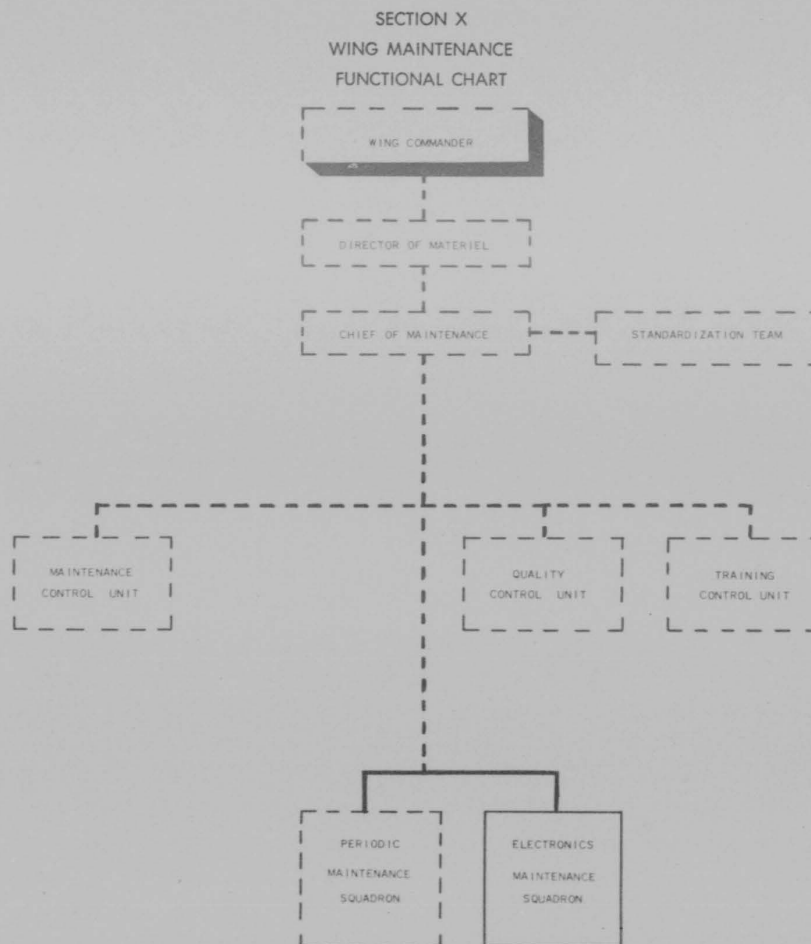 SECTION X
WING MAINTENANCE
FUNCTIONAL CHART
WING COMMANDER
DIRECTOR OF MATERIEL
CHIEF OF MAINTENANCE
STANDARDIZATION TEAM
MAINTENANCE
CONTROL UNIT
QUALITY
CONTROL UNIT
TRAINING
CONTROL UNIT
PERIODIC
MAINTENANCE
SQUADRON
ELECTRONICS
MAINTENANCE
SQUADRON